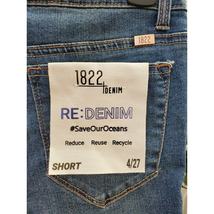 1822
1822
DENIM
RE:DENIM
#SaveOurOceans
Reduce Reuse Recycle
SHORT 4/27